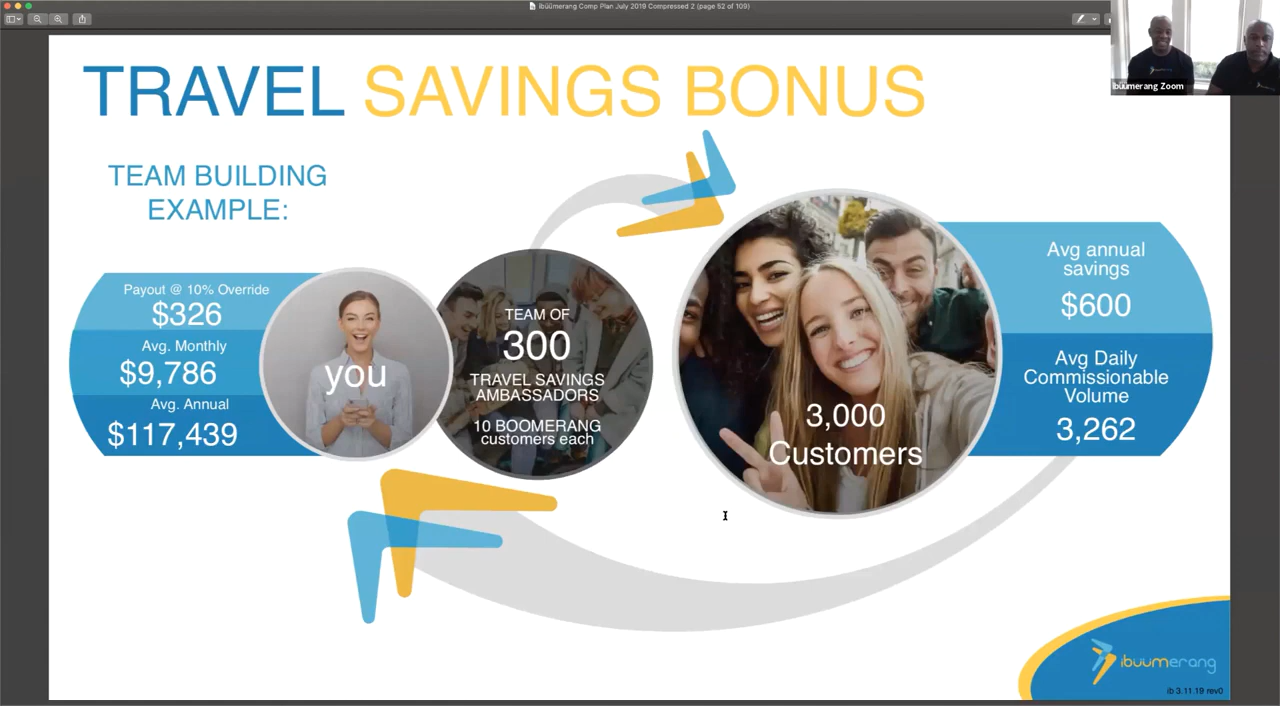 ibüümerang Comp Plan July 2019 Compressed 2 (page 52 of 109)
ibüümerang Zoom
TRAVEL SAVINGS BONUS
TEAM BUILDING
EXAMPLE:
Payout @ 10% Override
$326
Avg. Monthly
$9,786
Avg. Annual
$117,439
you
TEAM OF
300
TRAVEL SAVINGS
AMBASSADORS
10 BOOMERANG
customers each
3,000
Customers
Avg annual
savings
$600
Avg Daily
Commissionable
Volume
3,262
ibuumerang
ib 3.11.19 rev0